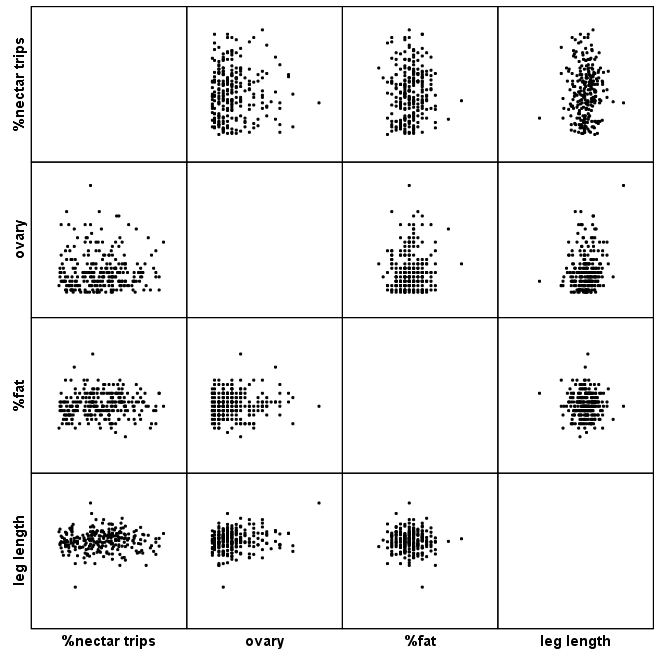 %nectar trips
ovary
%fat
leg length
%nectar trips
ovary
%fat
leg length